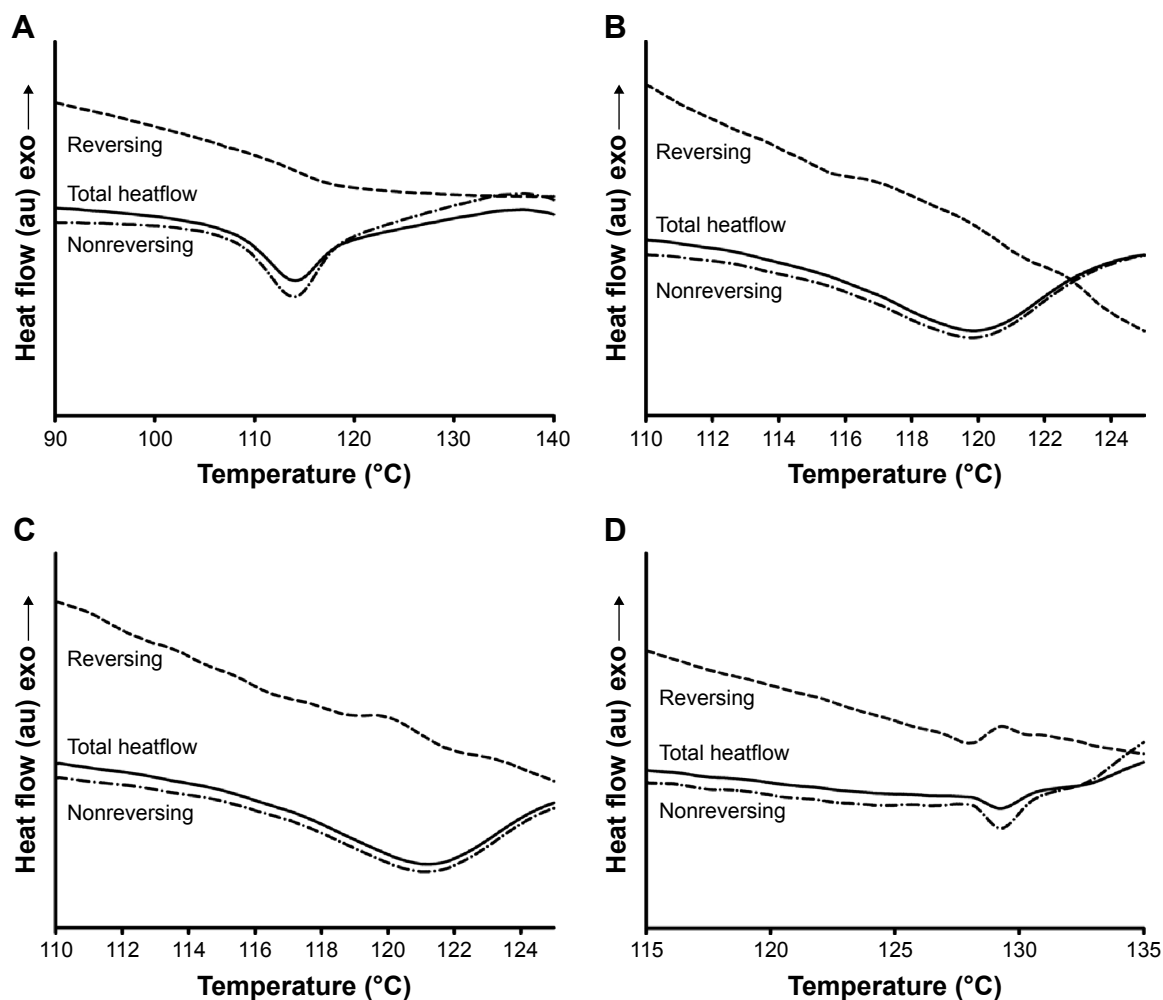 A
Heat flow (au) exo
Reversing
Total heatflow
Nonreversing
90 100 110 120 130 140
Temperature (°C)
B
Heat flow (au) exo
Reversing
Total heatflow
Nonreversing
110 112 114 116 118 120 122 124
Temperature (°C)
C
Heat flow (au) exo
Reversing
Total heatflow
Nonreversing
110 112 114 116 118 120 122 124
Temperature (°C)
D
Heat flow (au) exo
Reversing
Total heatflow
Nonreversing
115 120 125 130 135
Temperature (°C)